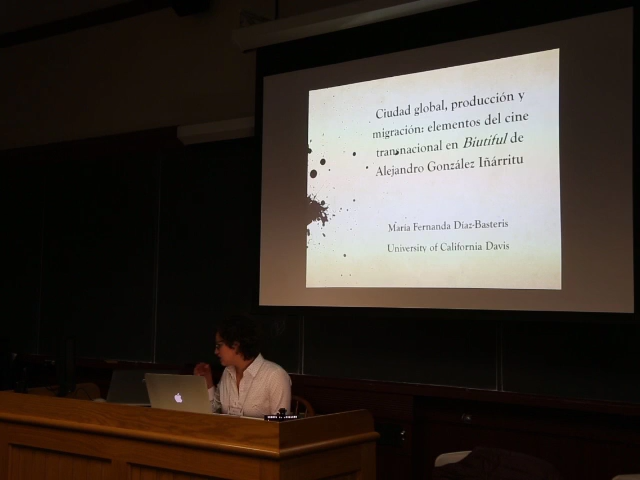 Ciudad global, producción y
migración: elementos del cine
transnacional en Biutiful de
Alejandro González Iñárritu
María Fernanda Díaz-Basteris
University of California Davis